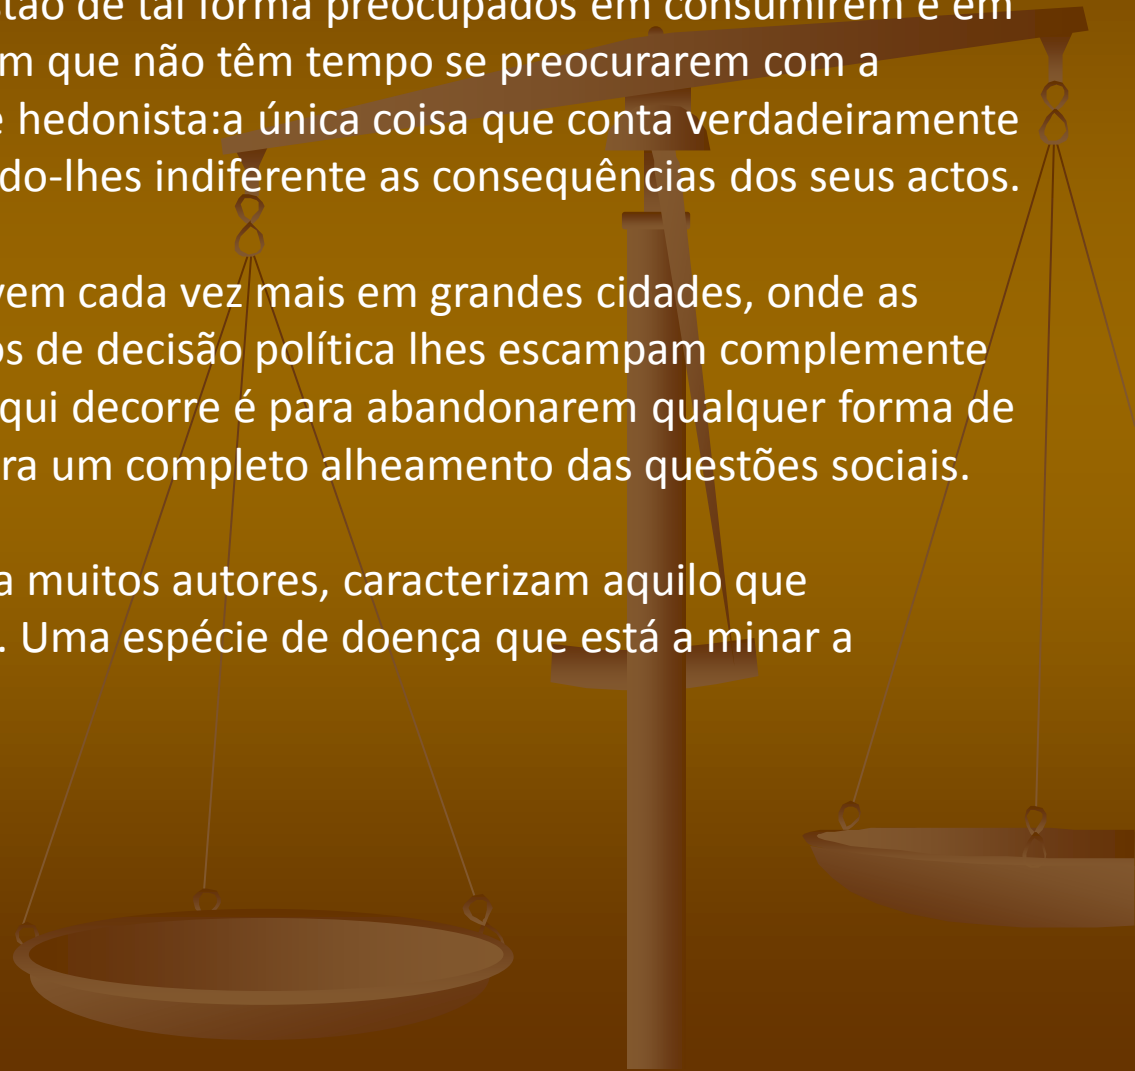 stão de tal forma preocupados em consumirem e em
m que não têm tempo se preocurarem com a
e hedonista:a única coisa que conta verdadeiramente
do-lhes indiferente as consequências dos seus actos.
vem cada vez mais em grandes cidades, onde as
os de decisão política lhes escampam complemente
qui decorre é para abandonarem qualquer forma de
ra um completo alheamento das questões sociais.
a muitos autores, caracterizam aquilo que
. Uma espécie de doença que está a minar a